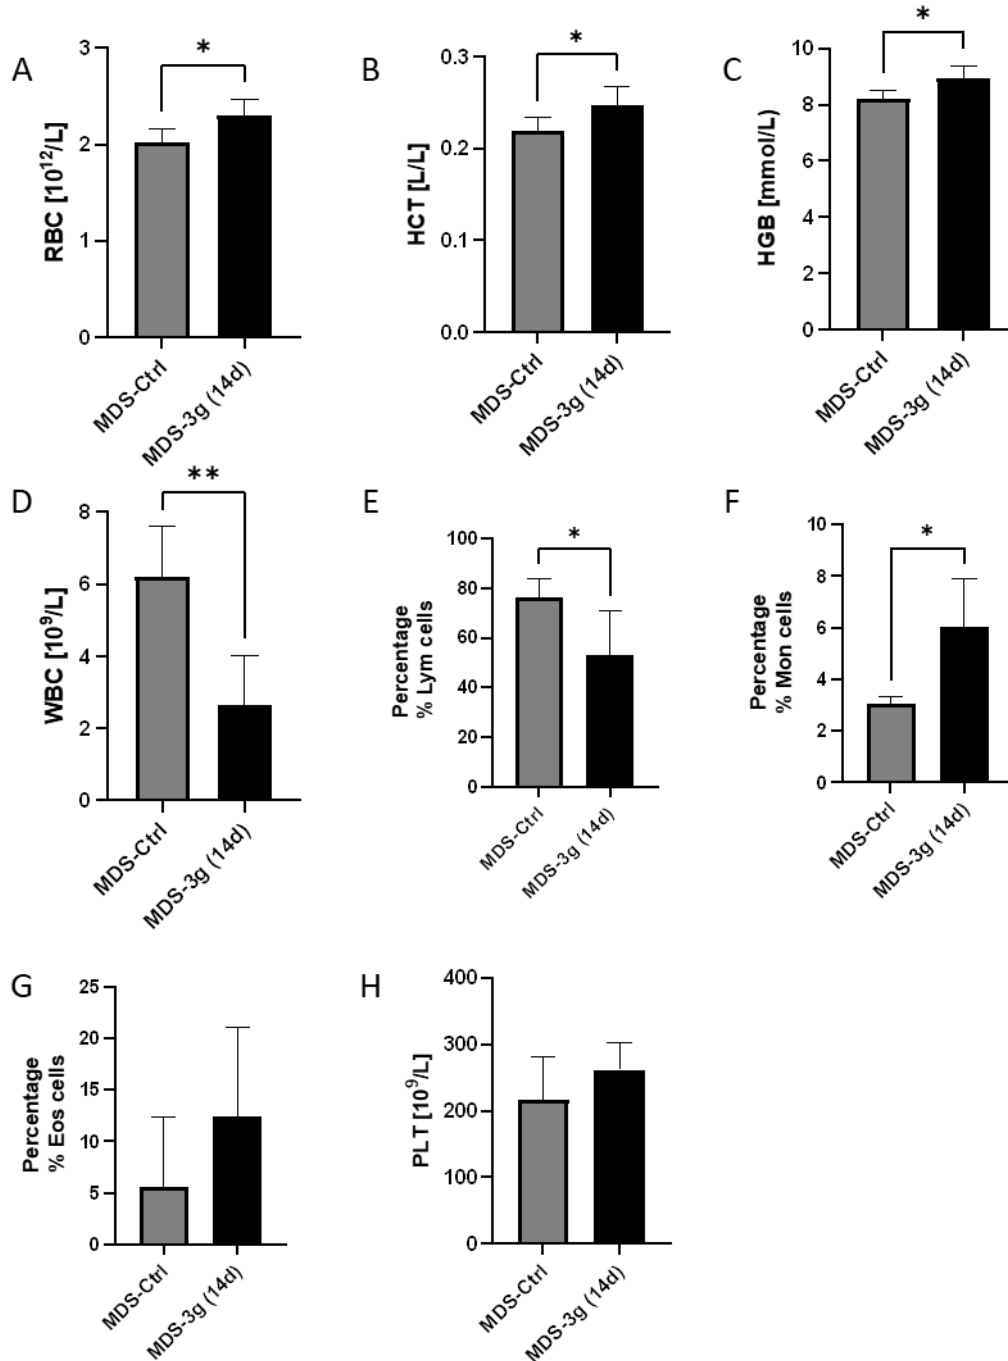 A
RBC [10¹²/L]
3
2
1
0
*
MDS-Ctrl
MDS-3g (14d)
B
HCT [L/L]
0.3
0.2
0.1
0.0
*
MDS-Ctrl
MDS-3g (14d)
C
HGB [mmol/L)
10
8
6
4
2
0
*
MDS-Ctrl
MDS-3g (14d)
D
WBC [10⁹/L]
8
6
4
2
0
**
MDS-Ctrl
MDS-3g (14d)
E
Percentage
% Lym cells
100
80
60
40
20
0
*
MDS-Ctrl
MDS-3g (14d)
F
Percentage
% Mon cells
10
8
6
4
2
0
*
MDS-Ctrl
MDS-3g (14d)
G
Percentage
% Eos cells
25
20
15
10
5
0
MDS-Ctrl
MDS-3g (14d)
H
PLT [10⁹/L]
400
300
200
100
0
MDS-Ctrl
MDS-3g (14d)